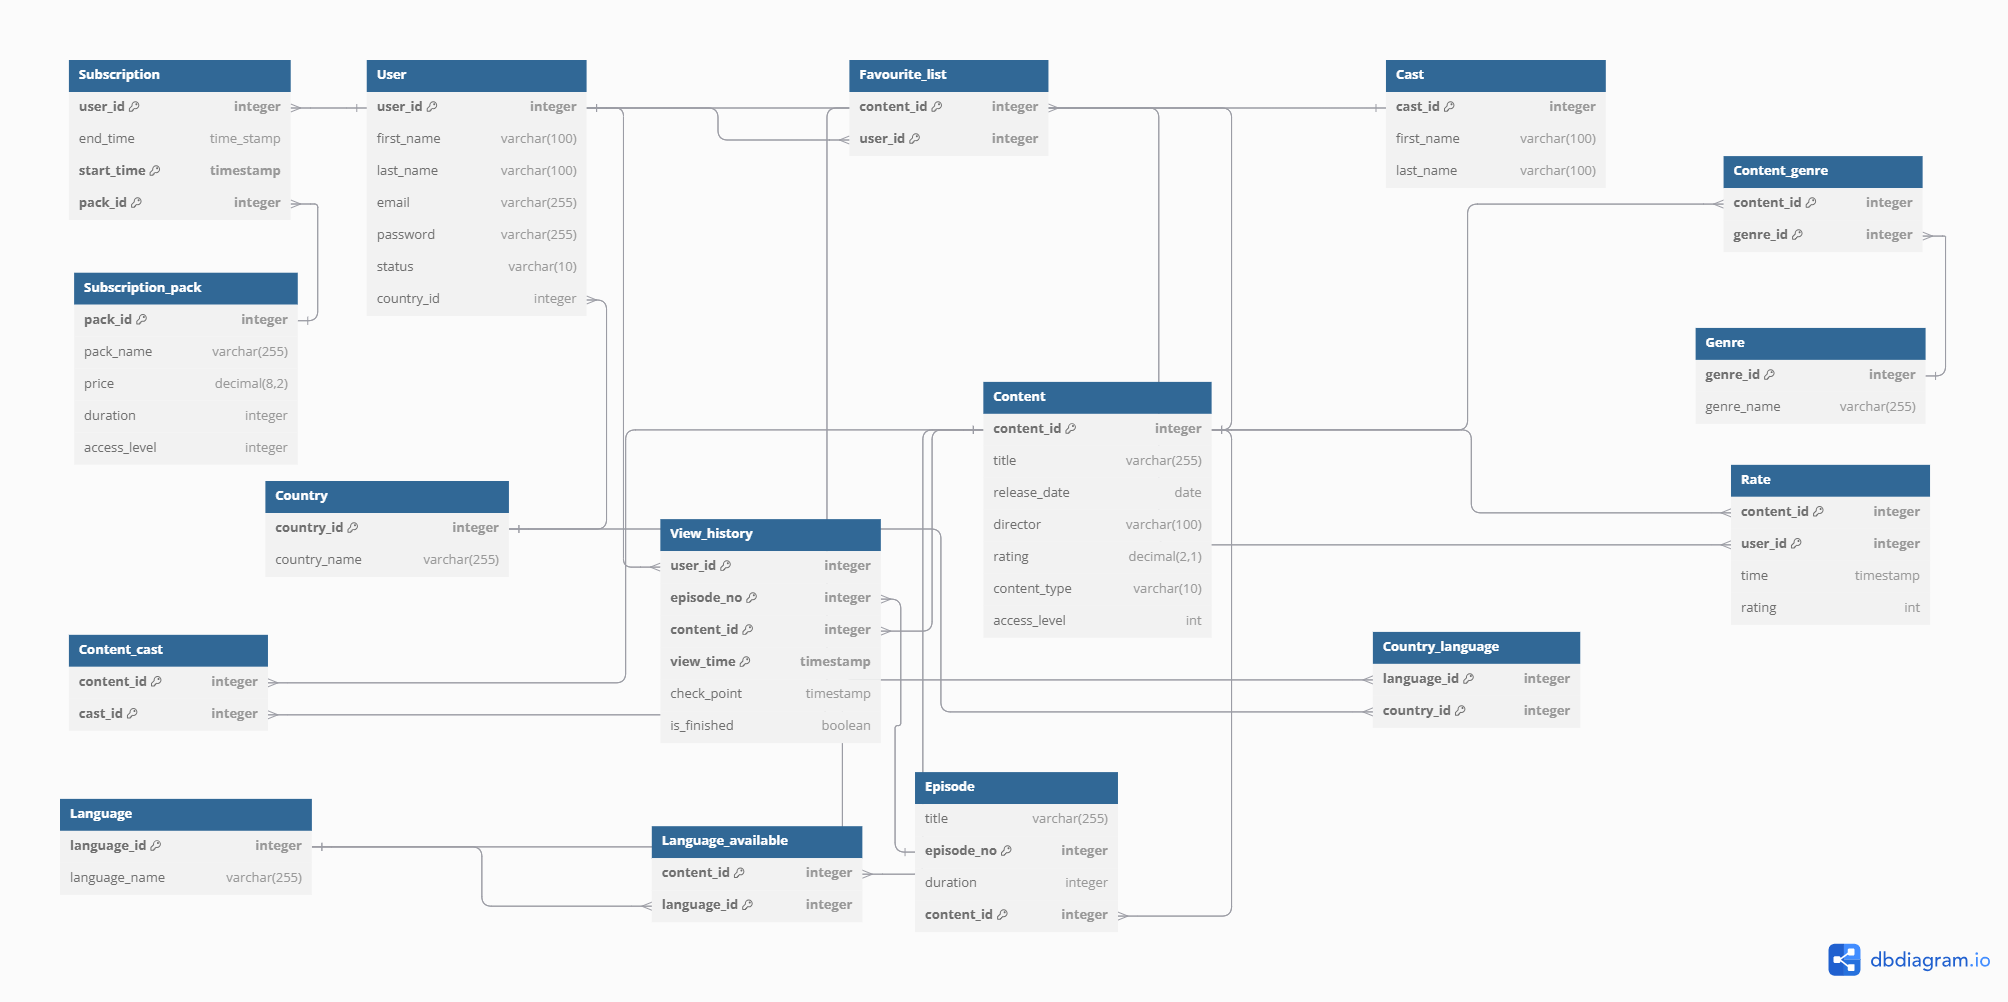 Subscription
user_id integer
end_time time_stamp
start_time timestamp
pack_id integer
User
user_id integer
first_name varchar(100)
last_name varchar(100)
email varchar(255)
password varchar(255)
status varchar(10)
country_id integer
Favourite_list
content_id integer
user_id integer
Cast
cast_id integer
first_name varchar(100)
last_name varchar(100)
Content_genre
content_id integer
genre_id integer
Subscription_pack
pack_id integer
pack_name varchar(255)
price decimal(8,2)
duration integer
access_level integer
Genre
genre_id integer
genre_name varchar(255)
Content
content_id integer
title varchar(255)
release_date date
director varchar(100)
rating decimal(2,1)
content_type varchar(10)
access_level int
Rate
content_id integer
user_id integer
time timestamp
rating int
Country
country_id integer
country_name varchar(255)
View_history
user_id integer
episode_no integer
content_id integer
view_time timestamp
check_point timestamp
is_finished boolean
Content_cast
content_id integer
cast_id integer
Country_language
language_id integer
country_id integer
Language
language_id integer
language_name varchar(255)
Language_available
content_id integer
language_id integer
Episode
title varchar(255)
episode_no integer
duration integer
content_id integer
dbdiagram.io